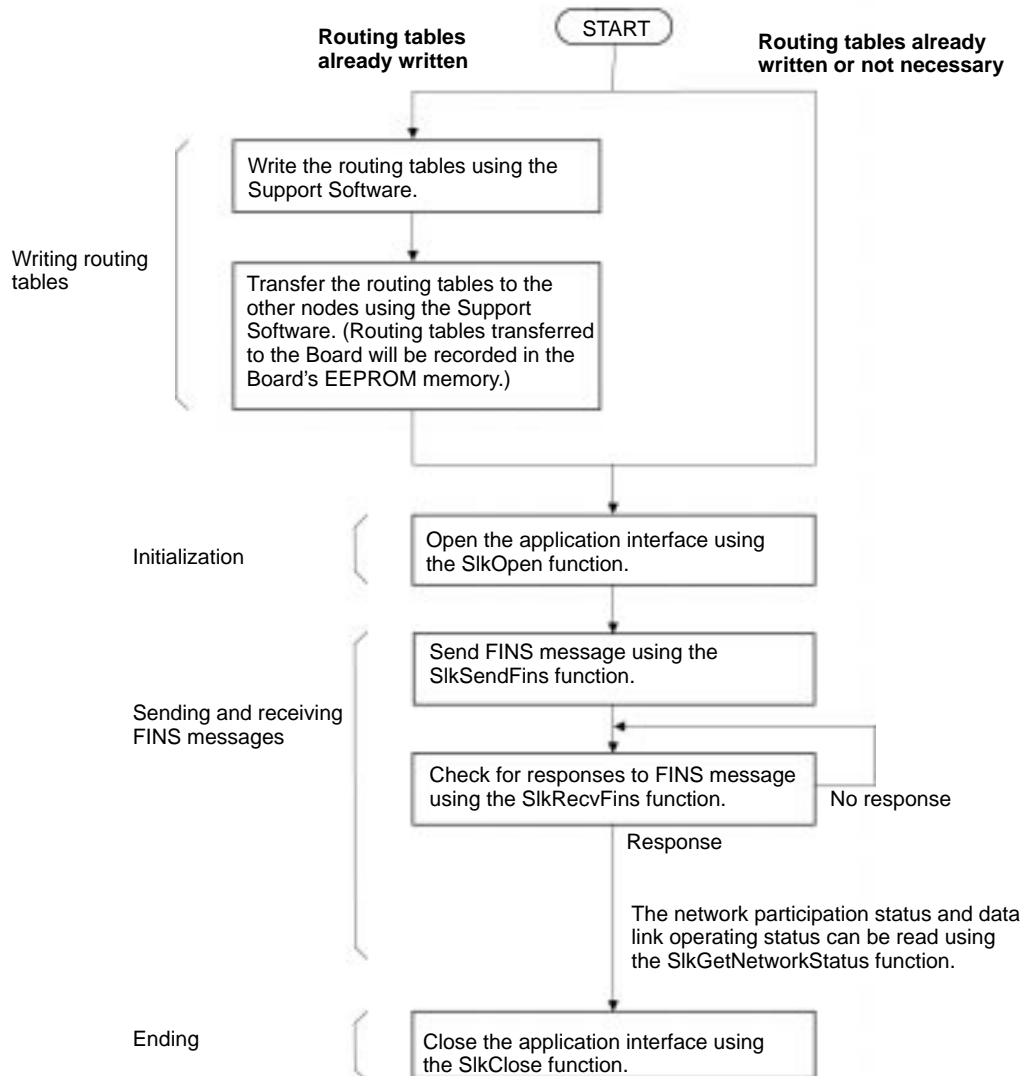 START
Routing tables
already written
Routing tables already
written or not necessary
Write the routing tables using the
Support Software.
Writing routing
tables
Transfer the routing tables to the
other nodes using the Support
Software. (Routing tables transferred
to the Board will be recorded in the
Board's EEPROM memory.)
Initialization
Open the application interface using
the SlkOpen function.
Send FINS message using the
SlkSendFins function.
Sending and receiving
FINS messages
Check for responses to FINS message
using the SlkRecvFins function.
No response
Response
The network participation status and data
link operating status can be read using
the SlkGetNetworkStatus function.
Ending
Close the application interface using
the SlkClose function.